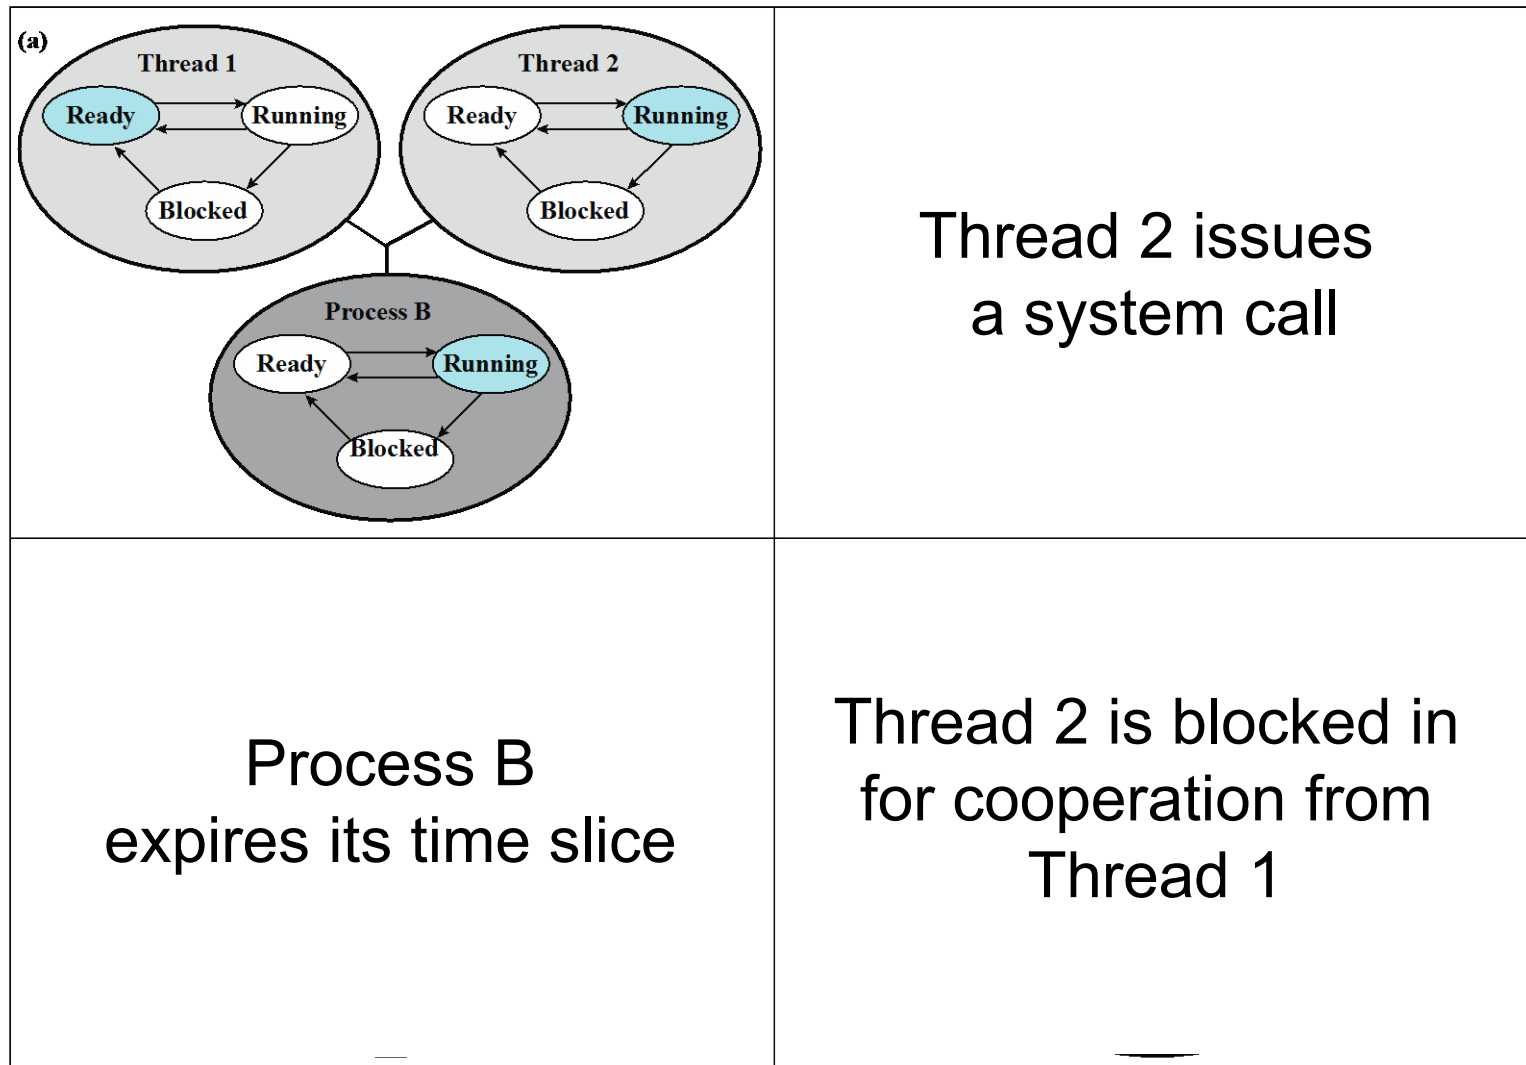 (a)
Thread 1
Ready
Running
Blocked
Thread 2
Ready
Running
Blocked
Process B
Ready
Running
Blocked
Thread 2 issues
a system call
Process B
expires its time slice
Thread 2 is blocked in
for cooperation from
Thread 1